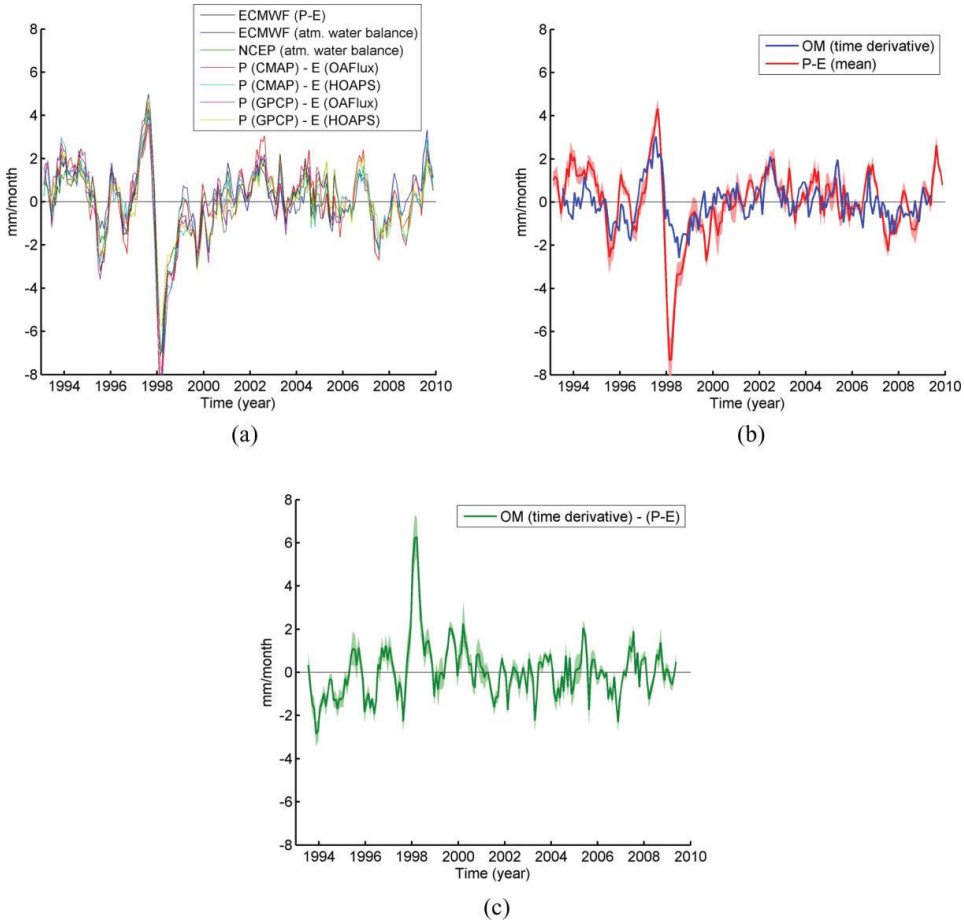 ECMWF (P-E)
ECMWF (atm. water balance)
NCEP (atm. water balance)
P (CMAP) - E (OAFlux)
P (CMAP) - E (HOAPS)
P (GPCP) - E (OAFlux)
P (GPCP) - E (HOAPS)
mm/month
8
6
4
2
0
-2
-4
-6
-8
1994 1996 1998 2000 2002 2004 2006 2008 2010
Time (year)
(a)
OM (time derivative)
P-E (mean)
mm/month
8
6
4
2
0
-2
-4
-6
-8
1994 1996 1998 2000 2002 2004 2006 2008 2010
Time (year)
(b)
OM (time derivative) - (P-E)
mm/month
8
6
4
2
0
-2
-4
-6
-8
1994 1996 1998 2000 2002 2004 2006 2008 2010
Time (year)
(c)